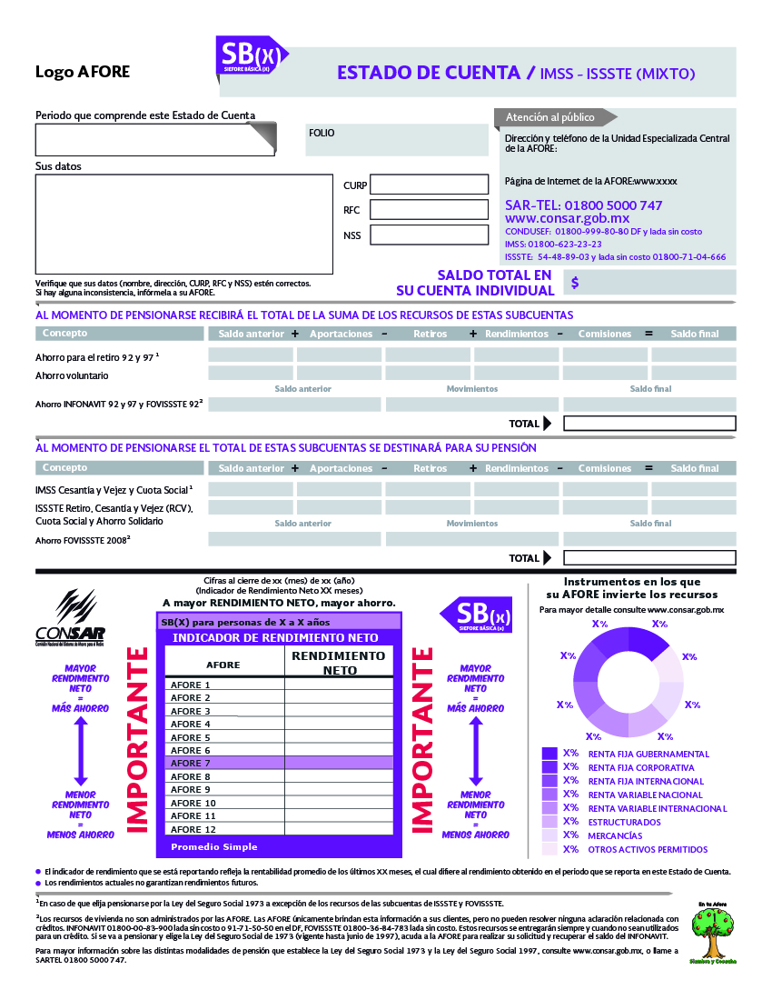 Logo AFORE
SB(X)
SIEFORE BÁSICA (X)
ESTADO DE CUENTA / IMSS - ISSSTE (MIXTO)
Periodo que comprende este Estado de Cuenta
FOLIO
Atención al público
Dirección y teléfono de la Unidad Especializada Central
de la AFORE:
Página de Internet de la AFORE:www.xxxx
SAR-TEL: 01800 5000 747
www.consar.gob.mx
CONDUSEF: 01800-999-80-80 DF y lada sin costo
IMSS: 01800-623-23-23
ISSSTE: 54-48-89-03 y lada sin costo 01800-71-04-666
Sus datos
CURP
RFC
NSS
Verifique que sus datos (nombre, dirección, CURP, RFC y NSS) estén correctos.
Si hay alguna inconsistencia, infórmela a su AFORE.
SALDO TOTAL EN
SU CUENTA INDIVIDUAL
$
AL MOMENTO DE PENSIONARSE RECIBIRÁ EL TOTAL DE LA SUMA DE LOS RECURSOS DE ESTAS SUBCUENTAS
Concepto Saldo anterior + Aportaciones - Retiros + Rendimientos - Comisiones = Saldo final
Ahorro para el retiro 92 y 97 ¹
Ahorro voluntario
Saldo anterior Movimientos Saldo final
Ahorro INFONAVIT 92 y 97 y FOVISSSTE 92²
TOTAL
AL MOMENTO DE PENSIONARSE EL TOTAL DE ESTAS SUBCUENTAS SE DESTINARÁ PARA SU PENSIÓN
Concepto Saldo anterior + Aportaciones - Retiros + Rendimientos - Comisiones = Saldo final
IMSS Cesantía y Vejez y Cuota Social ¹
ISSSTE Retiro, Cesantía y Vejez (RCV),
Cuota Social y Ahorro Solidario
Saldo anterior Movimientos Saldo final
Ahorro FOVISSSTE 2008²
TOTAL
CONSAR
Comisión Nacional del Sistema de Ahorro para el Retiro
MAYOR
RENDIMIENTO
NETO
=
MÁS AHORRO
MENOR
RENDIMIENTO
NETO
=
MENOS AHORRO
IMPORTANTE
Cifras al cierre de xx (mes) de xx (año)
(Indicador de Rendimiento Neto XX meses)
A mayor RENDIMIENTO NETO, mayor ahorro.
SB(X) para personas de X a X años
INDICADOR DE RENDIMIENTO NETO
AFORE RENDIMIENTO
NETO
AFORE 1
AFORE 2
AFORE 3
AFORE 4
AFORE 5
AFORE 6
AFORE 7
AFORE 8
AFORE 9
AFORE 10
AFORE 11
AFORE 12
Promedio Simple
IMPORTANTE
SB(x)
SIEFORE BÁSICA (x)
MAYOR
RENDIMIENTO
NETO
=
MÁS AHORRO
MENOR
RENDIMIENTO
NETO
=
MENOS AHORRO
Instrumentos en los que
su AFORE invierte los recursos
Para mayor detalle consulte www.consar.gob.mx
X% X%
X% X%
X% X%
X% X%
X% RENTA FIJA GUBERNAMENTAL
X% RENTA FIJA CORPORATIVA
X% RENTA FIJA INTERNACIONAL
X% RENTA VARIABLE NACIONAL
X% RENTA VARIABLE INTERNACIONAL
X% ESTRUCTURADOS
X% MERCANCÍAS
X% OTROS ACTIVOS PERMITIDOS
● El indicador de rendimiento que se está reportando refleja la rentabilidad promedio de los últimos XX meses, el cual difiere al rendimiento obtenido en el periodo que se reporta en este Estado de Cuenta.
● Los rendimientos actuales no garantizan rendimientos futuros.
¹En caso de que elija pensionarse por la Ley del Seguro Social 1973 a excepción de los recursos de las subcuentas de ISSSTE y FOVISSSTE.
²Los recursos de vivienda no son administrados por las AFORE. Las AFORE únicamente brindan esta información a sus clientes, pero no pueden resolver ninguna aclaración relacionada con
créditos. INFONAVIT 01800-00-83-900 lada sin costo o 91-71-50-50 en el DF, FOVISSSTE 01800-36-84-783 lada sin costo. Estos recursos se entregarán siempre y cuando no sean utilizados
para un crédito. Si se va a pensionar y elige la Ley del Seguro Social de 1973 (vigente hasta junio de 1997), acuda a la AFORE para realizar su solicitud y recuperar el saldo del INFONAVIT.
Para mayor información sobre las distintas modalidades de pensión que establece la Ley del Seguro Social 1973 y la Ley del Seguro Social 1997, consulte www.consar.gob.mx, o llame a
SARTEL 01800 5000 747.
En tu Afore
Siembra y Cosecha